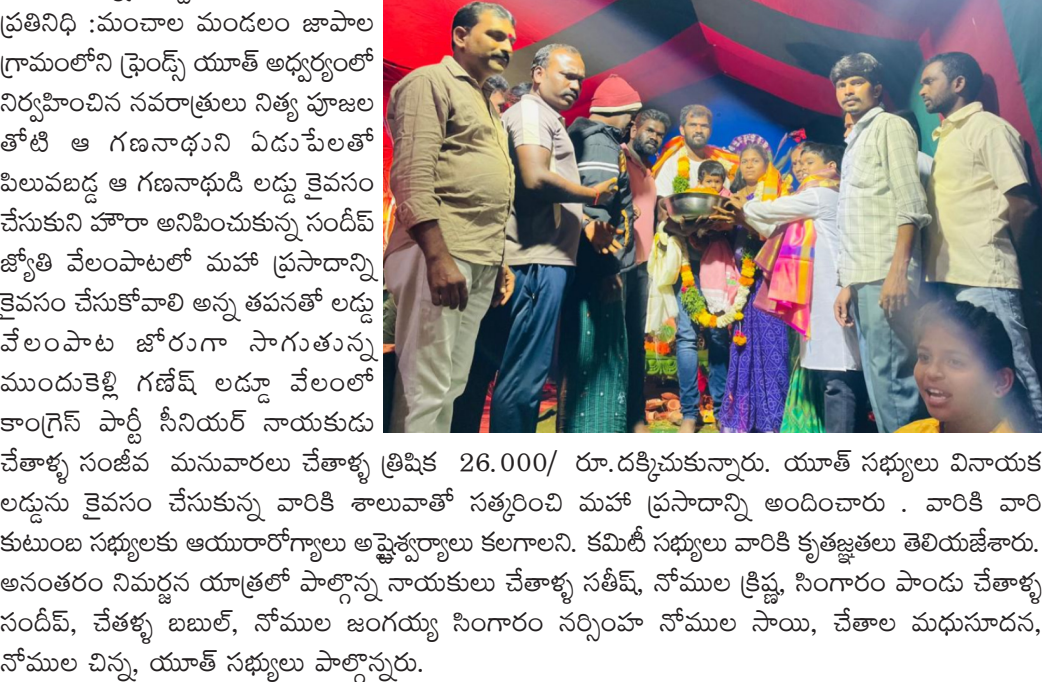 ప్రతినిధి :మంచాల మండలం జాపాల
గ్రామంలోని ఫ్రెండ్స్ యూత్ అధ్వర్యంలో
నిర్వహించిన నవరాత్రులు నిత్య పూజల
తోటి ఆ గణనాథుని ఏడుపేలతో
పిలువబడ్డ ఆ గణనాథుడి లడ్డు కైవసం
చేసుకుని హౌరా అనిపించుకున్న సందీప్
జ్యోతి వేలంపాటలో మహా ప్రసాదాన్ని
కైవసం చేసుకోవాలి అన్న తపనతో లడ్డు
వేలంపాట జోరుగా సాగుతున్న
ముందుకెళ్లి గణేష్ లడ్డూ వేలంలో
కాంగ్రెస్ పార్టీ సీనియర్ నాయకుడు
చేతాళ్ళ సంజీవ మనువారలు చేతాళ్ళ త్రిషిక 26.000/ రూ.దక్కిచుకున్నారు. యూత్ సభ్యులు వినాయక
లడ్డును కైవసం చేసుకున్న వారికి శాలువాతో సత్కరించి మహా ప్రసాదాన్ని అందించారు . వారికి వారి
కుటుంబ సభ్యులకు ఆయురారోగ్యాలు అష్టైశ్వర్యాలు కలగాలని. కమిటీ సభ్యులు వారికి కృతజ్ఞతలు తెలియజేశారు.
అనంతరం నిమర్జన యాత్రలో పాల్గొన్న నాయకులు చేతాళ్ళ సతీష్, నోముల క్రిష్ణ, సింగారం పాండు చేతాళ్ళ
సందీప్, చేతళ్ళ బబుల్, నోముల జంగయ్య సింగారం నర్సింహ నోముల సాయి, చేతాల మధుసూదన,
నోముల చిన్న, యూత్ సభ్యులు పాల్గొన్నరు.